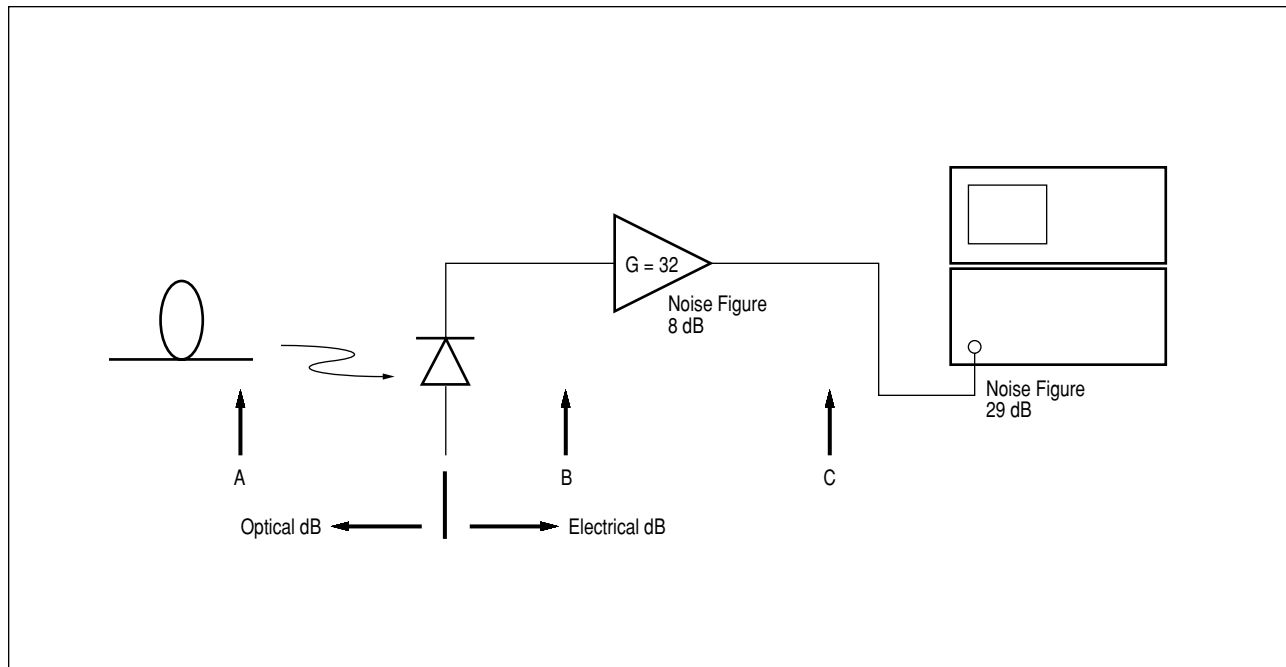 G = 32
Noise Figure
8 dB
Noise Figure
29 dB
A
B
C
Optical dB
Electrical dB